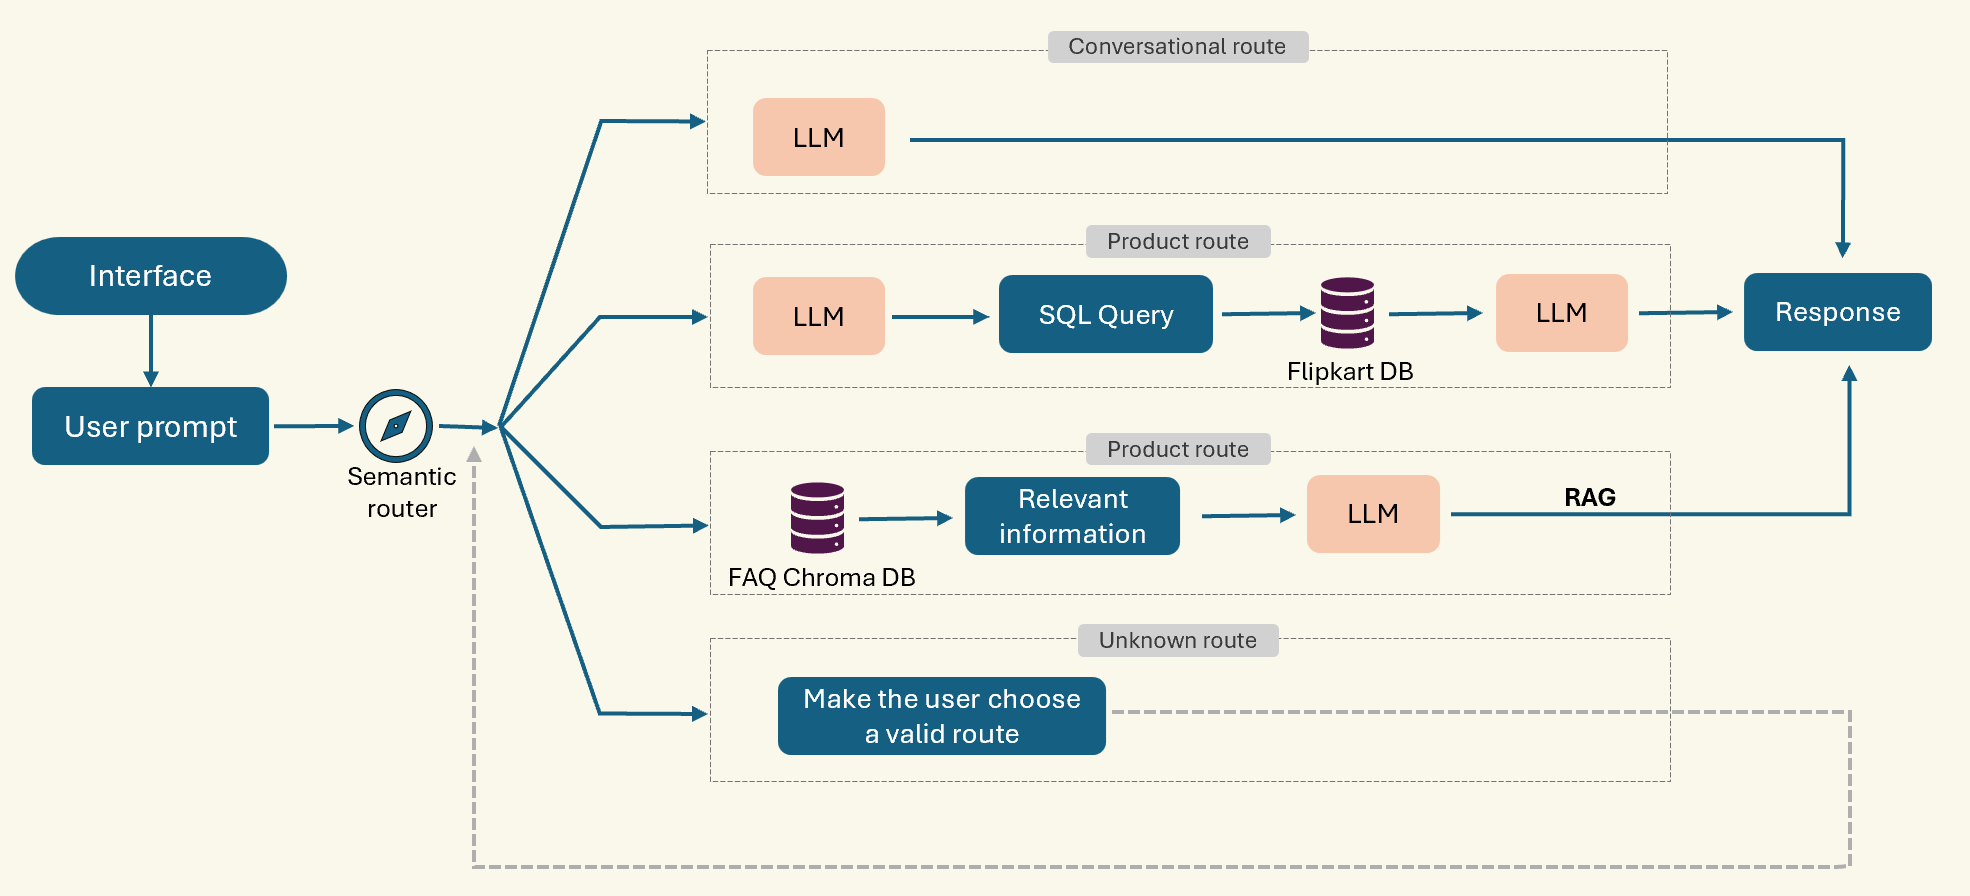 Conversational route
LLM
Interface
User prompt
Semantic
router
Product route
LLM
SQL Query
Flipkart DB
LLM
Response
Product route
FAQ Chroma DB
Relevant
information
LLM
RAG
Unknown route
Make the user choose
a valid route